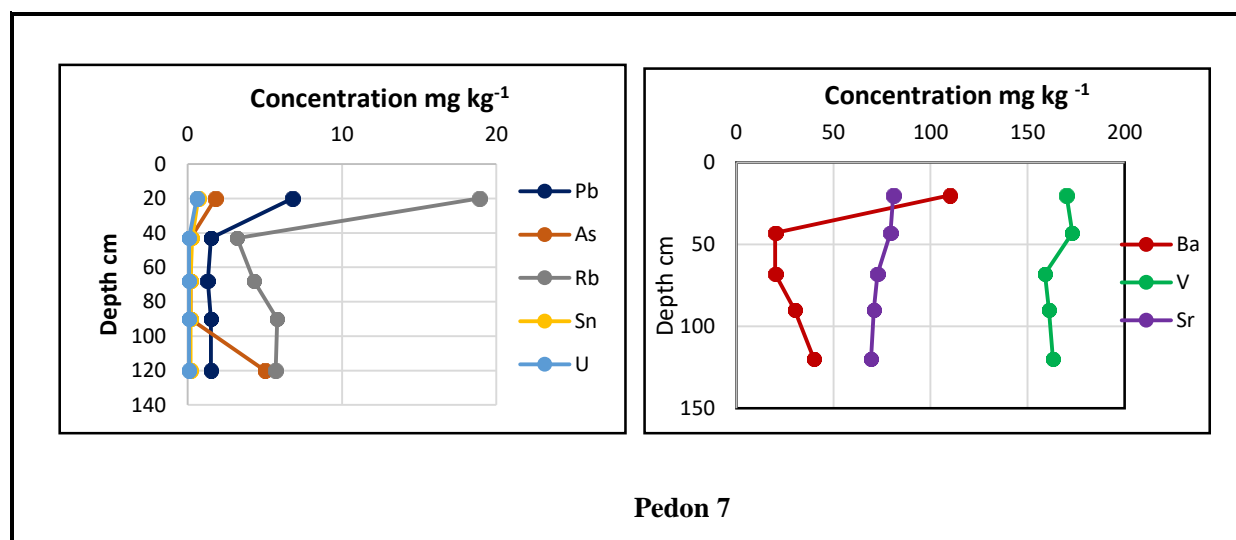 Concentration mg kg-1
0 10 20
0
20
40
60
80
100
120
140
Depth cm
Pb
As
Rb
Sn
U
Concentration mg kg -1
0 50 100 150 200
0
50
100
150
Depth cm
Ba
V
Sr
Pedon 7